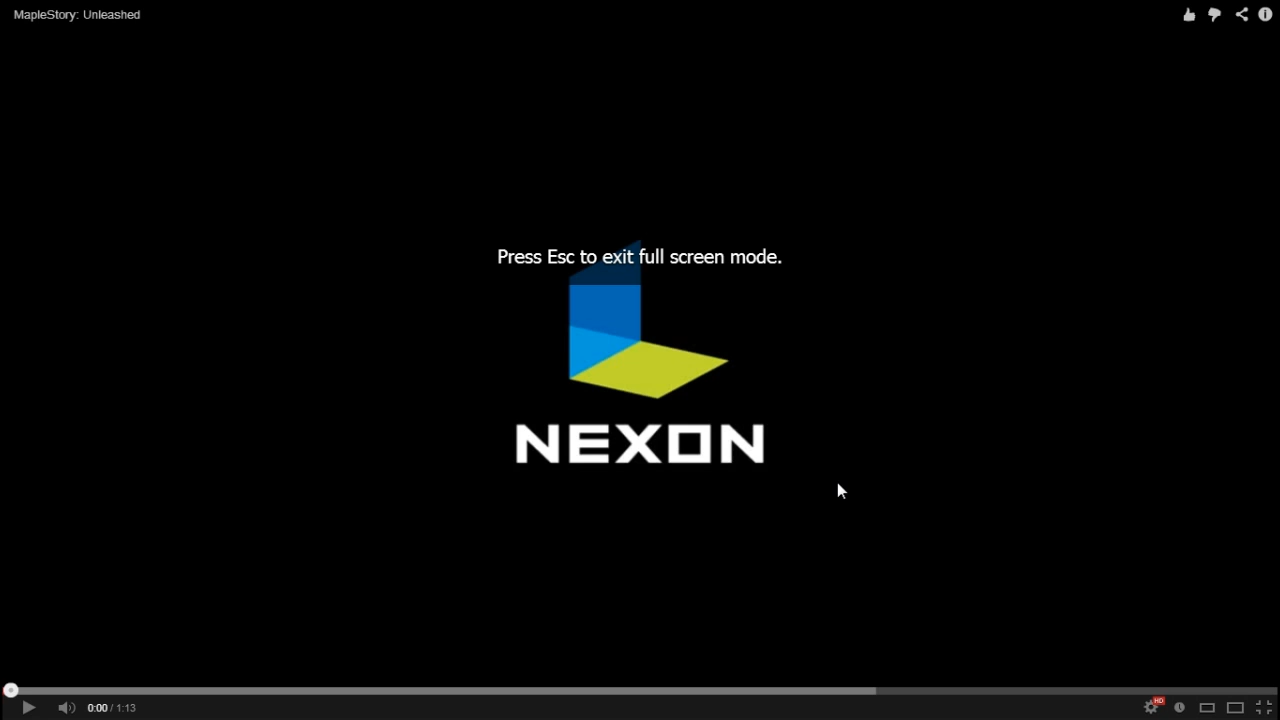 MapleStory: Unleashed
Press Esc to exit full screen mode.
NEXON
0:00 / 1:13
HD